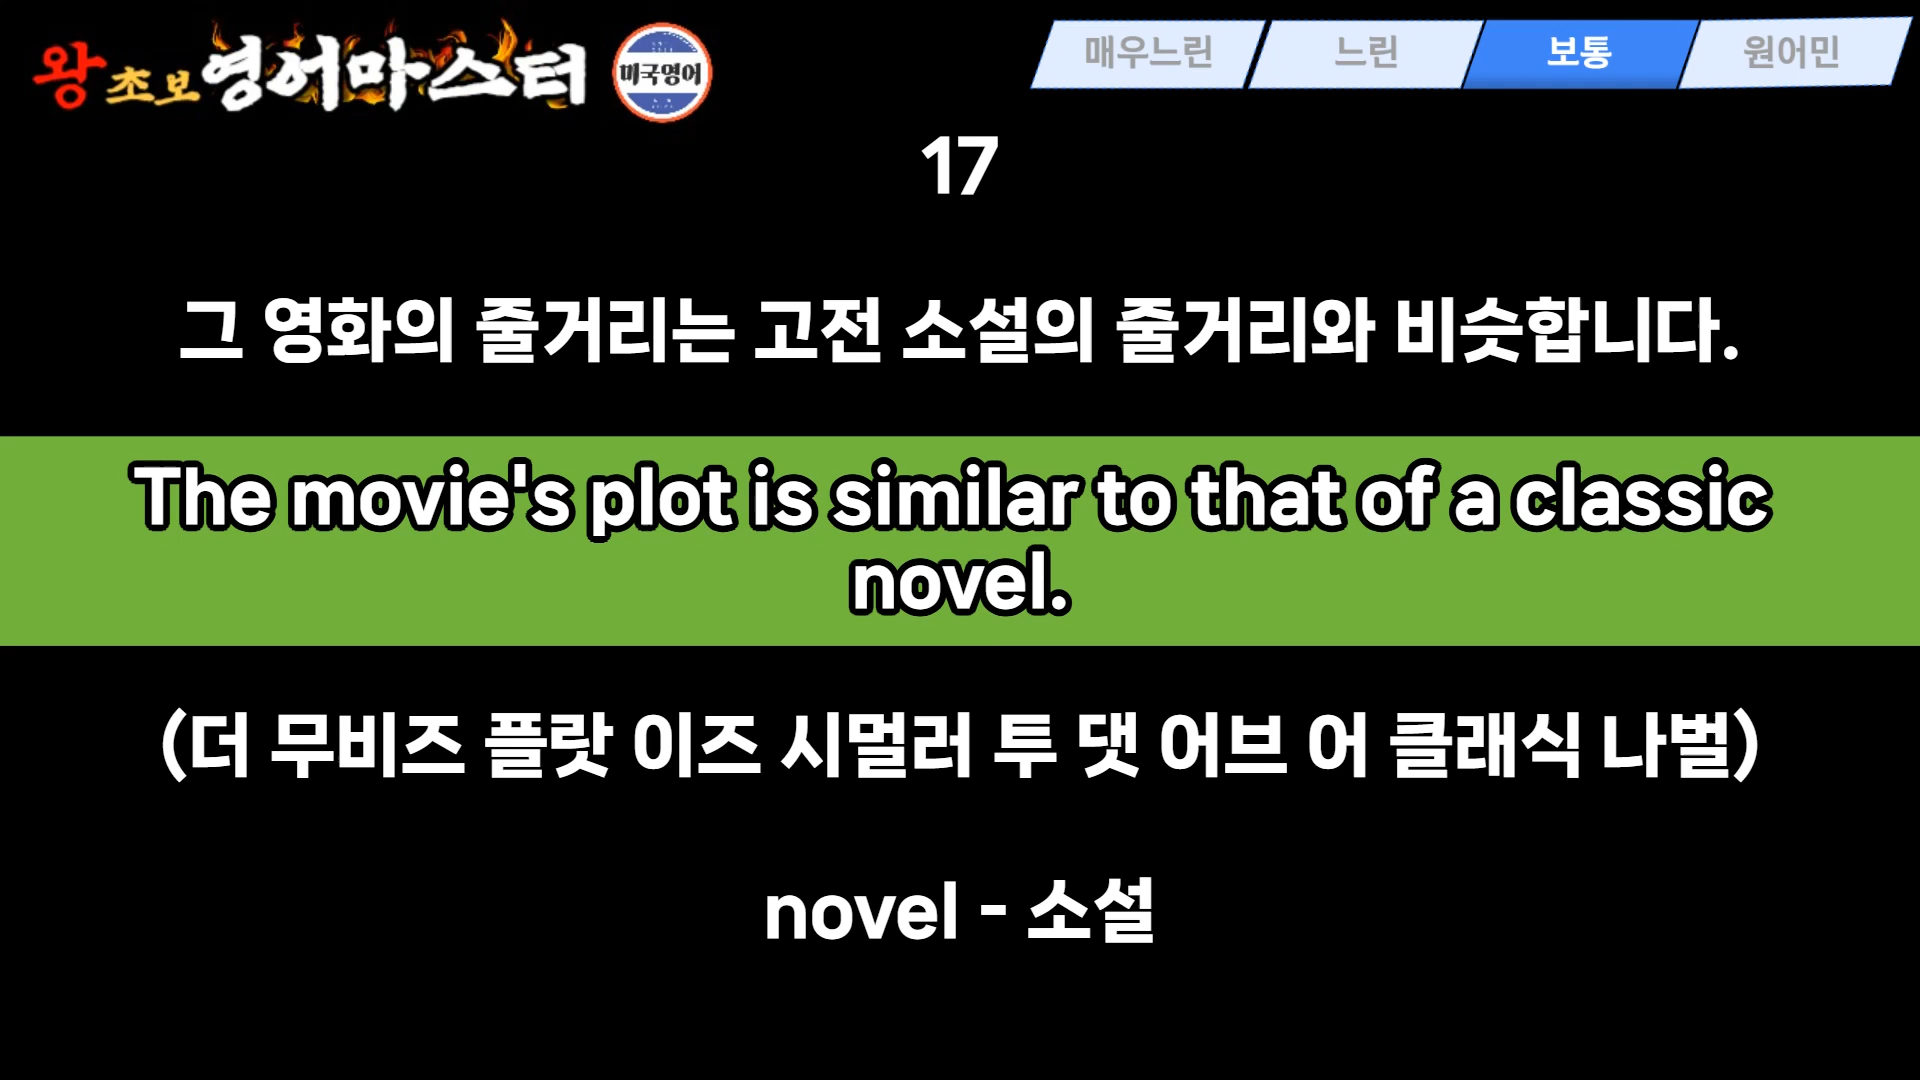 왕초보영어마스터 미국영어
매우느린 느린 보통 원어민
17
그 영화의 줄거리는 고전 소설의 줄거리와 비슷합니다.
The movie's plot is similar to that of a classic
novel.
(더 무비즈 플랏 이즈 시멀러 투 댓 어브 어 클래식 나벌)
novel - 소설